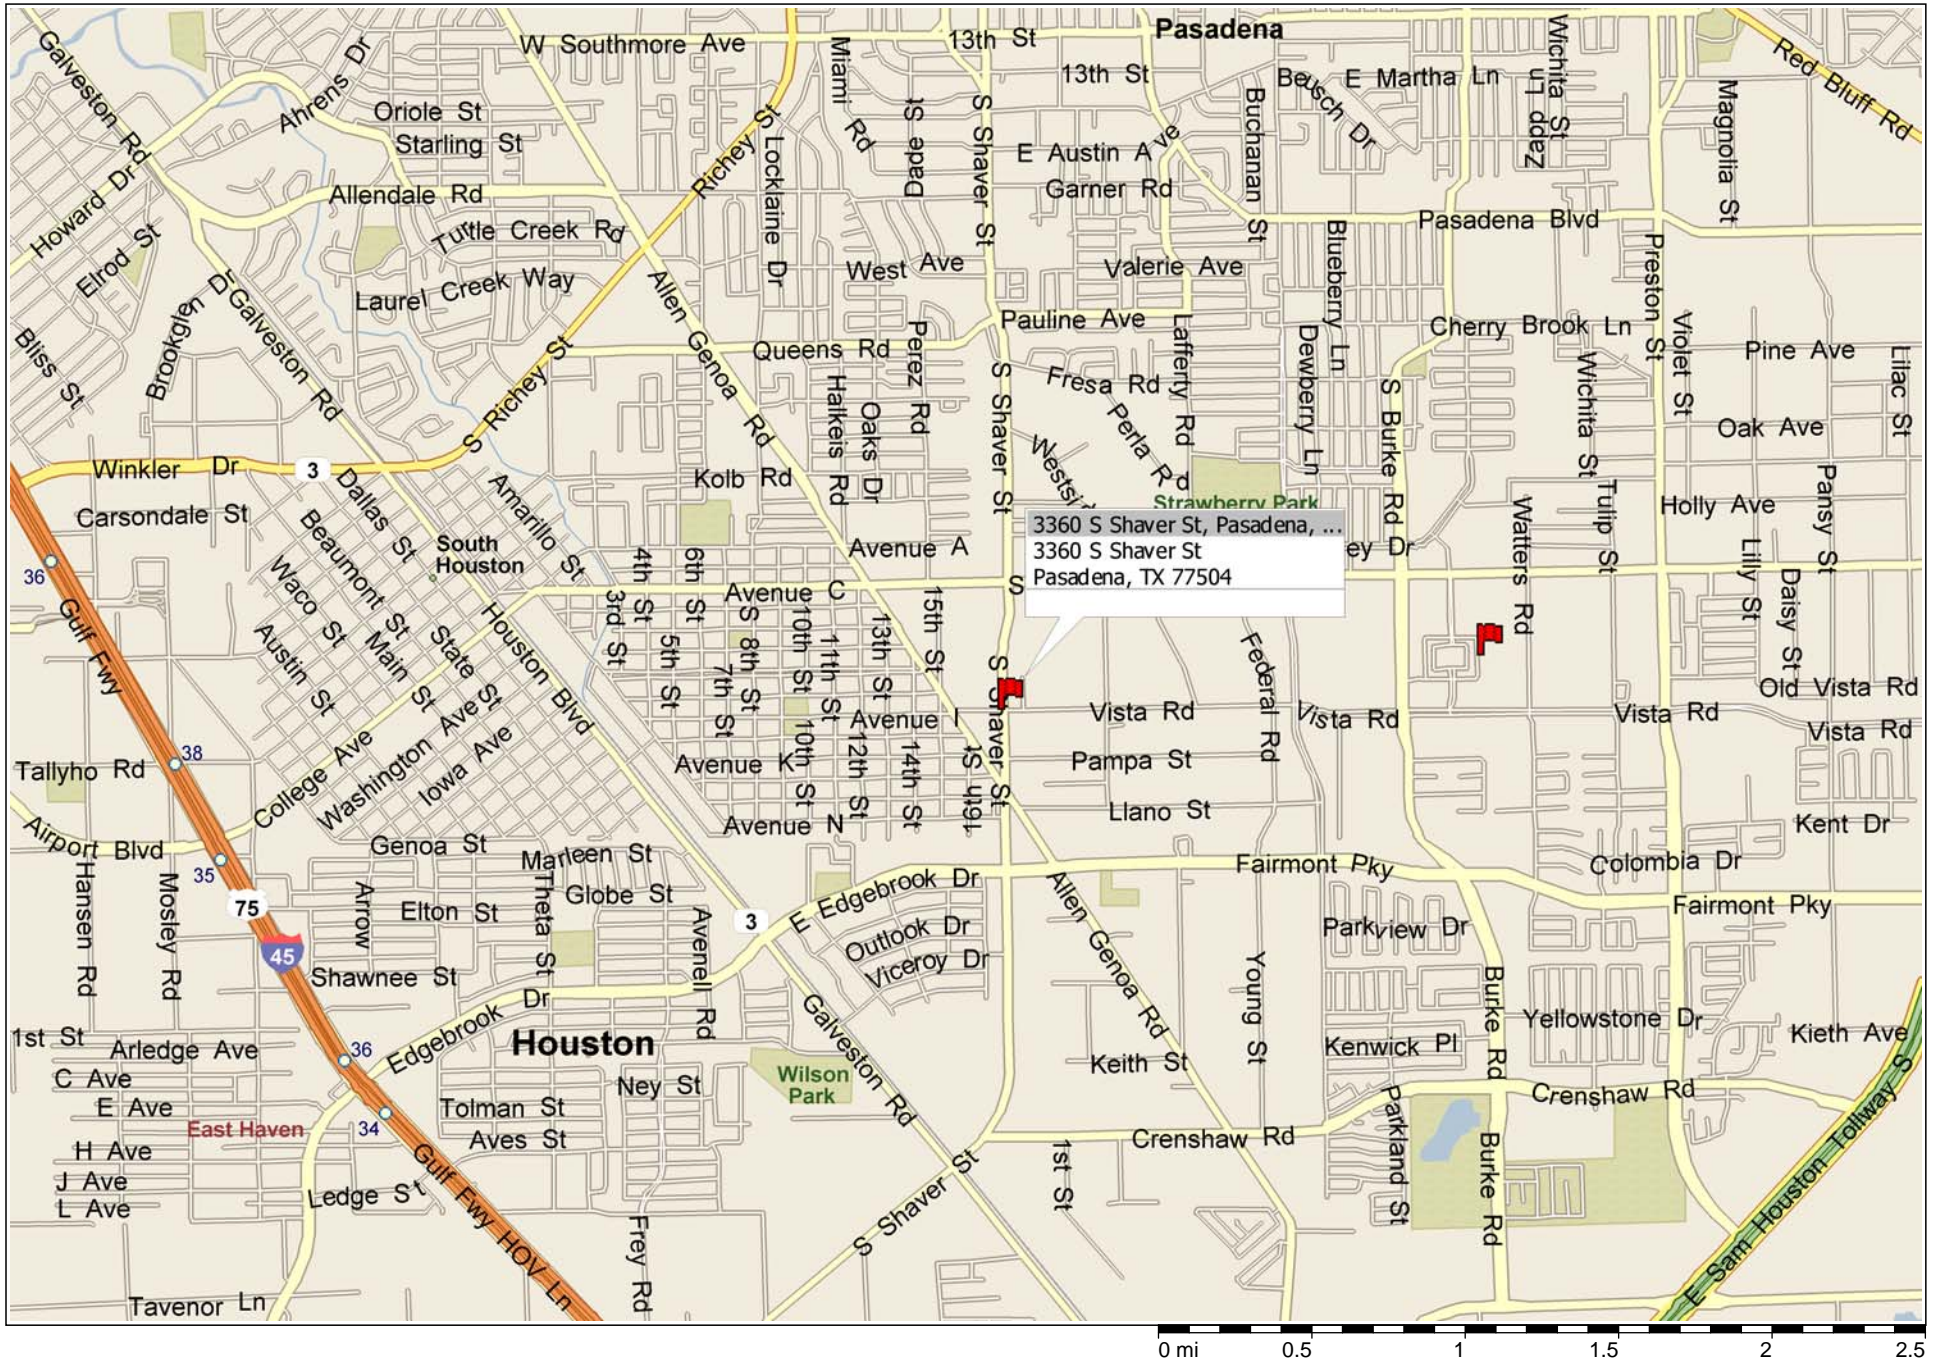 W Southmore Ave
13th St
Pasadena
Galveston Rd
Ahrens Dr
Miami Rd
13th St
Beusch Dr
E Martha Ln
Wichita St
Zapp Ln
Red Bluff Rd
Oriole St
Starling St
Richey St
Locklaine Dr
Dade St
S Shaver St
E Austin Ave
Buchanan St
Magnolia St
Howard Dr
Allendale Rd
Garner Rd
Pasadena Blvd
Elrod St
Turtle Creek Rd
Laurel Creek Way
West Ave
Valerie Ave
Blueberry Ln
Preston St
Brookglen Dr
Galveston Rd
Allen Genoa Rd
Pauline Ave
Cherry Brook Ln
Violet St
Pine Ave
Lilac St
Bliss St
Queens Rd
Perez Rd
Lafferty Rd
Dewberry Ln
Wichita St
S Richey St
Halkeis Rd
Oaks Dr
S Shaver St
Fresa Rd
Perla Rd
S Burke Rd
Oak Ave
Winkler Dr
3
Kolb Rd
Westsid
Strawberry Park
Tulip St
Holly Ave
Pansy St
Carsondale St
Dallas St
Amarillo St
Beaumont St
South
Houston
Avenue A
3360 S Shaver St, Pasadena, ...
3360 S Shaver St
Pasadena, TX 77504
ey Dr
Watters Rd
Lilly St
Daisy St
36
Gulf Fwy
Waco St
Austin St
Main St
State St
Houston Blvd
3rd St
4th St
5th St
6th St
7th St
S 8th St
Avenue C
10th St
11th St
13th St
15th St
S
Federal Rd
Old Vista Rd
Vista Rd
Vista Rd
Vista Rd
Vista Rd
Avenue I
S Shaver St
S
38
Tallyho Rd
College Ave
Washington Ave
Iowa Ave
Avenue K
10th St
12th St
14th St
16th St
Pampa St
Llano St
Avenue N
Kent Dr
Airport Blvd
35
Genoa St
Marleen St
Globe St
Fairmont Pky
Colombia Dr
Fairmont Pky
Hansen Rd
Mosley Rd
75
45
Arrow
Elton St
Theta St
Avenell Rd
3
E Edgebrook Dr
Outlook Dr
Viceroy Dr
Allen Genoa Rd
Parkview Dr
Shawnee St
Edgebrook Dr
Houston
Galveston Rd
Young St
Burke Rd
Yellowstone Dr
Kieth Ave
1st St
Arledge Ave
36
Keith St
Kenwick Pl
C Ave
E Ave
Ney St
Wilson
Park
Crenshaw Rd
East Haven
34
Tolman St
Aves St
Crenshaw Rd
Parkland St
Burke Rd
H Ave
J Ave
L Ave
Ledge St
Gulf Fwy HOV Ln
S Shaver St
1st St
Frey Rd
E Sam Houston Tollway S
Tavenor Ln
0 mi 0.5 1 1.5 2 2.5